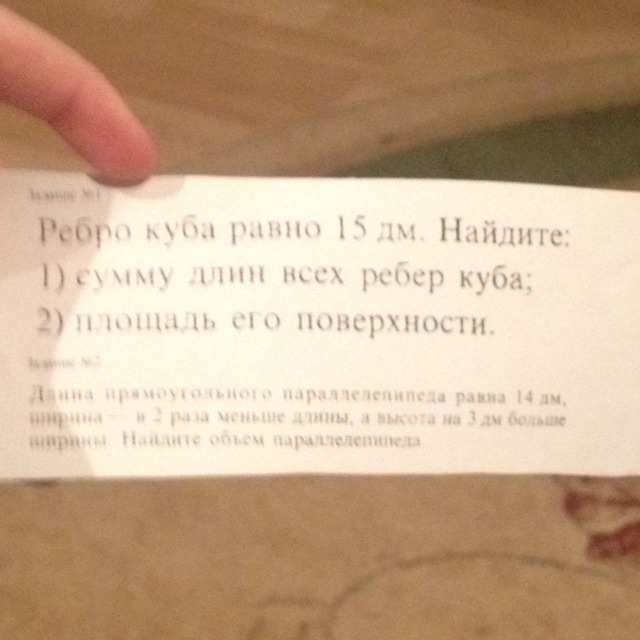 Задание №1
Ребро куба равно 15 дм. Найдите:
1) сумму длин всех ребер куба;
2) площадь его поверхности.
Задание №2
Длина прямоугольного параллелепипеда равна 14 дм,
ширина — в 2 раза меньше длины, а высота на 3 дм больше
ширины. Найдите объем параллелепипеда.